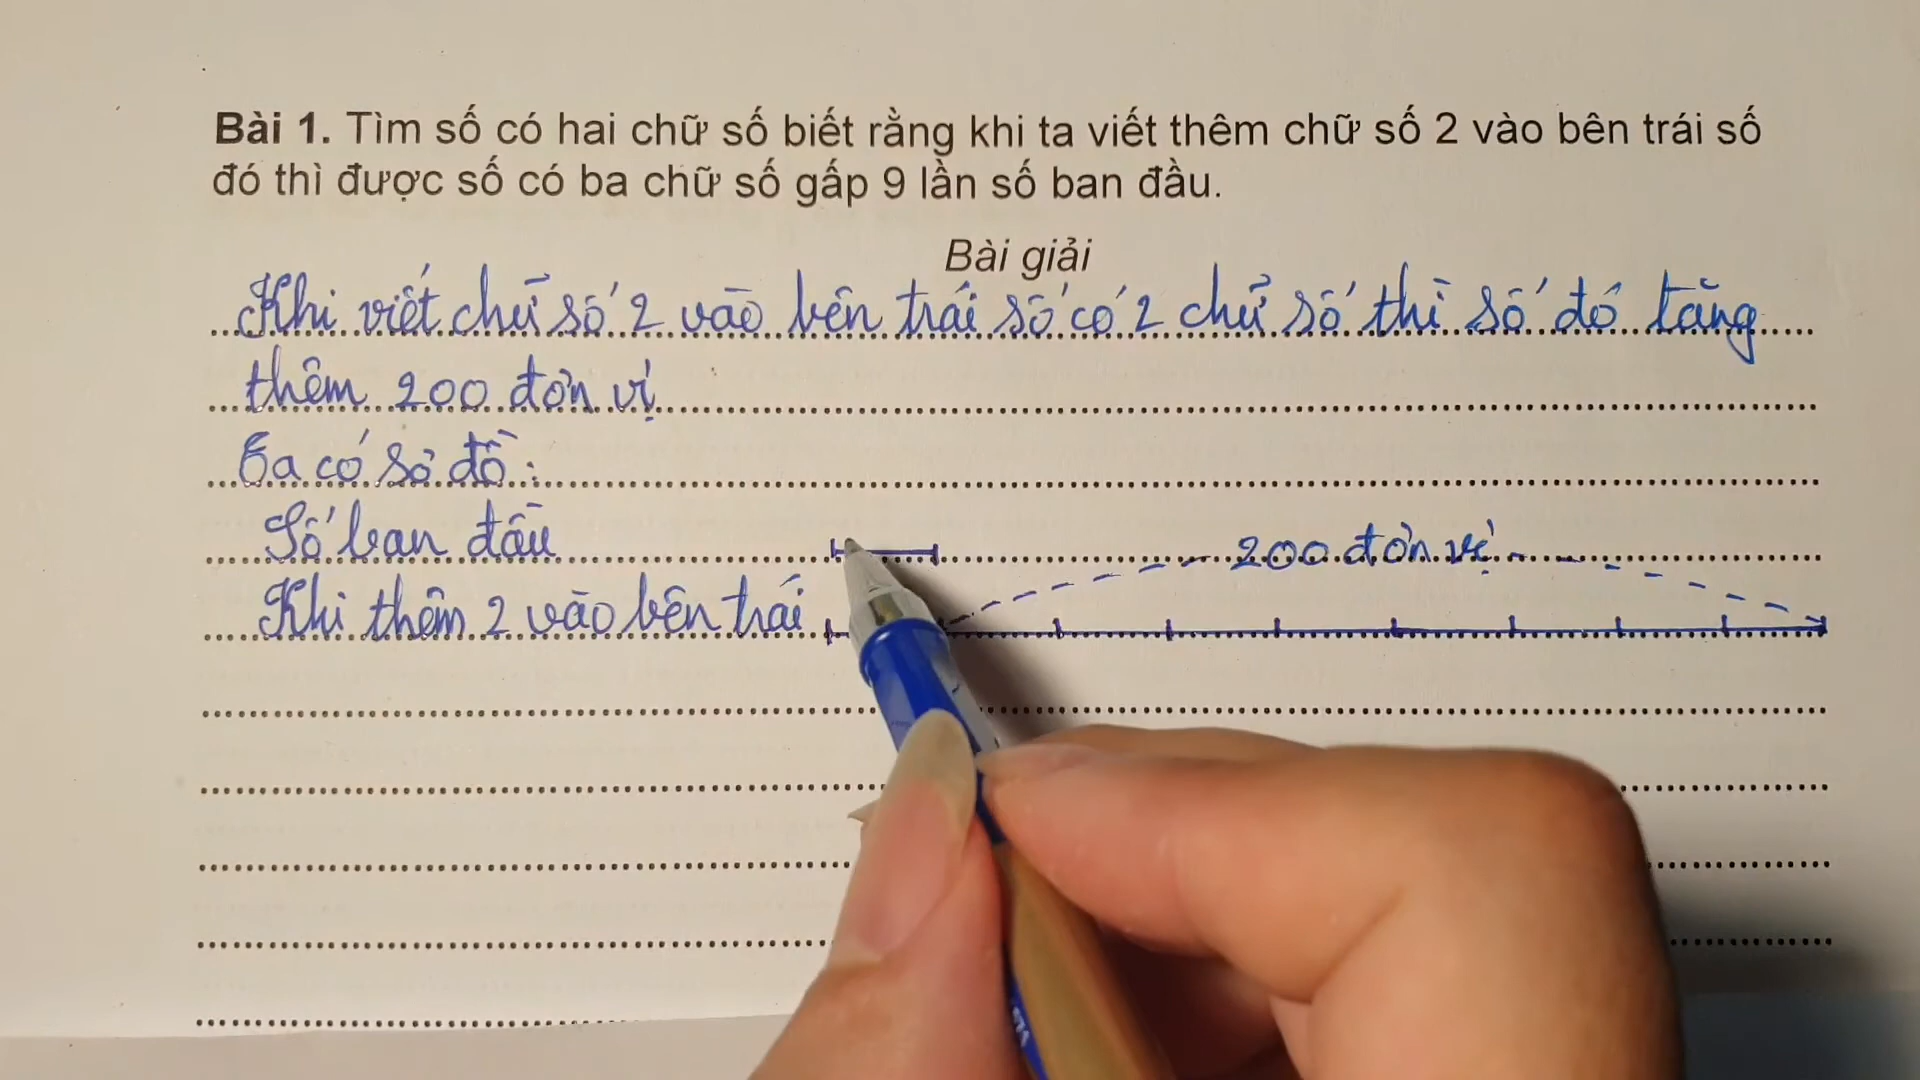 Bài 1. Tìm số có hai chữ số biết rằng khi ta viết thêm chữ số 2 vào bên trái số
đó thì được số có ba chữ số gấp 9 lần số ban đầu.
Bài giải
Khi viết chữ số 2 vào bên trái số có 2 chữ số thì số đó tăng
thêm 200 đơn vị
Ta có sơ đồ:
Số ban đầu
200 đơn vị
Khi thêm 2 vào bên trái